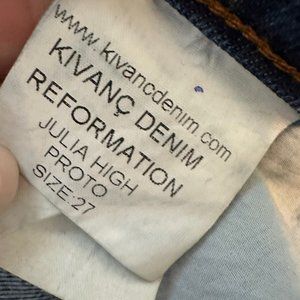 www.kivancdenim.com
KIVANÇ DENIM
REFORMATION
JULIA HIGH
PROTO
SIZE 27